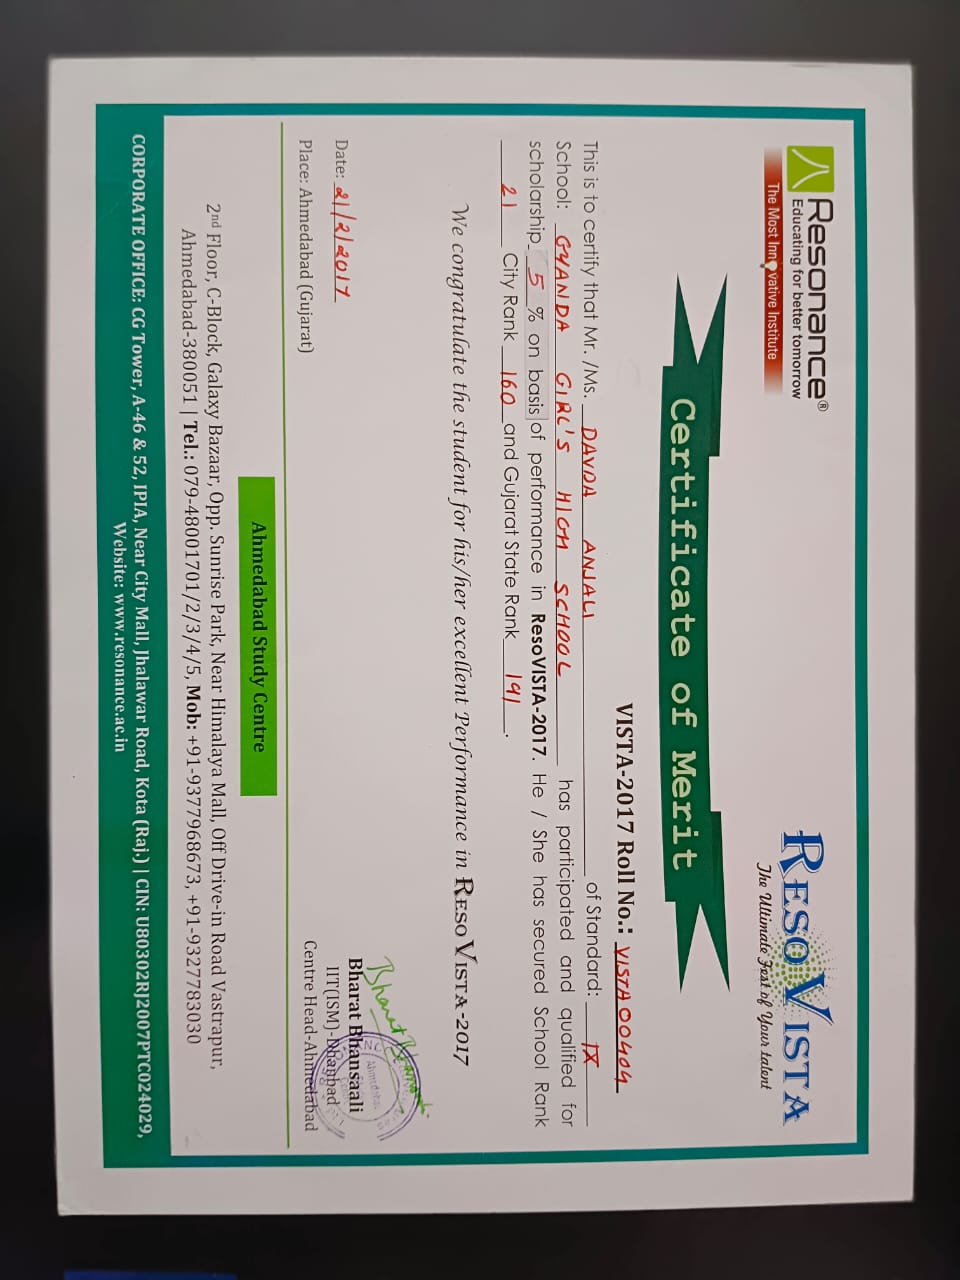 Resonance®
Educating for better tomorrow
The Most Innovative Institute
RESO VISTA
The Ultimate Fest of Your talent
Certificate of Merit
VISTA-2017 Roll No.: VISTA00404
This is to certify that Mr. /Ms. DAVDA ANJALI of Standard: IX
School: GYANDA GIRL'S HIGH SCHOOL has participated and qualified for
scholarship 5 % on basis of performance in ResoVISTA-2017. He / She has secured School Rank
21 City Rank 160 and Gujarat State Rank 191.
We congratulate the student for his/her excellent Performance in RESO VISTA-2017
Bharat Bhansaali
Ahmedabad
Study
Centre
Date: 21/2/2017
Bharat Bhansaali
IIT(ISM)-Dhanbad
Place: Ahmedabad (Gujarat)
Centre Head-Ahmedabad
Ahmedabad Study Centre
2nd Floor, C-Block, Galaxy Bazaar, Opp. Sunrise Park, Near Himalaya Mall, Off Drive-in Road Vastrapur,
Ahmedabad-380051 | Tel.: 079-48001701/2/3/4/5, Mob: +91-9377968673, +91-9327783030
CORPORATE OFFICE: CG Tower, A-46 & 52, IPIA, Near City Mall, Jhalawar Road, Kota (Raj.) | CIN: U80302RJ2007PTC024029,
Website: www.resonance.ac.in